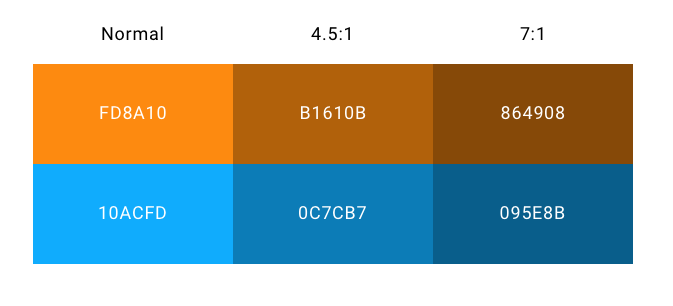 Normal 4.5:1 7:1
FD8A10 B1610B 864908
10ACFD 0C7CB7 095E8B